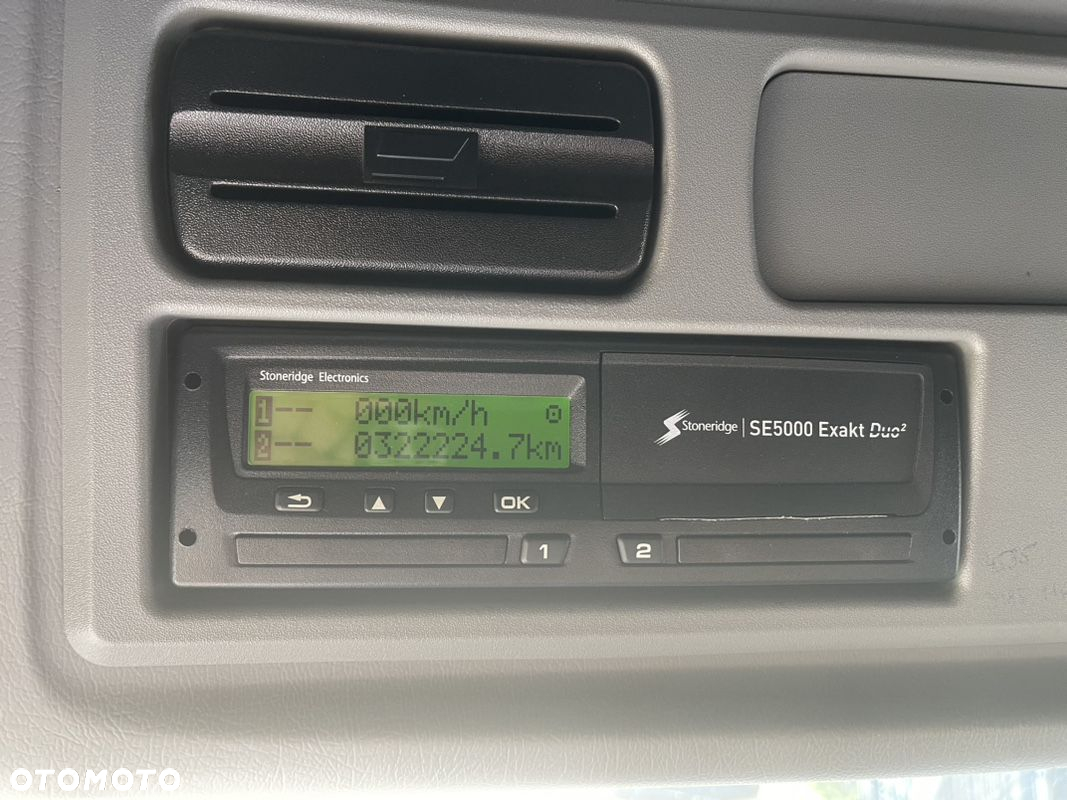 Stoneridge Electronics
1-- 000km/h
2-- 0322224.7km
Stoneridge | SE5000 Exakt Duo²
OK
1 2
OTOMOTO